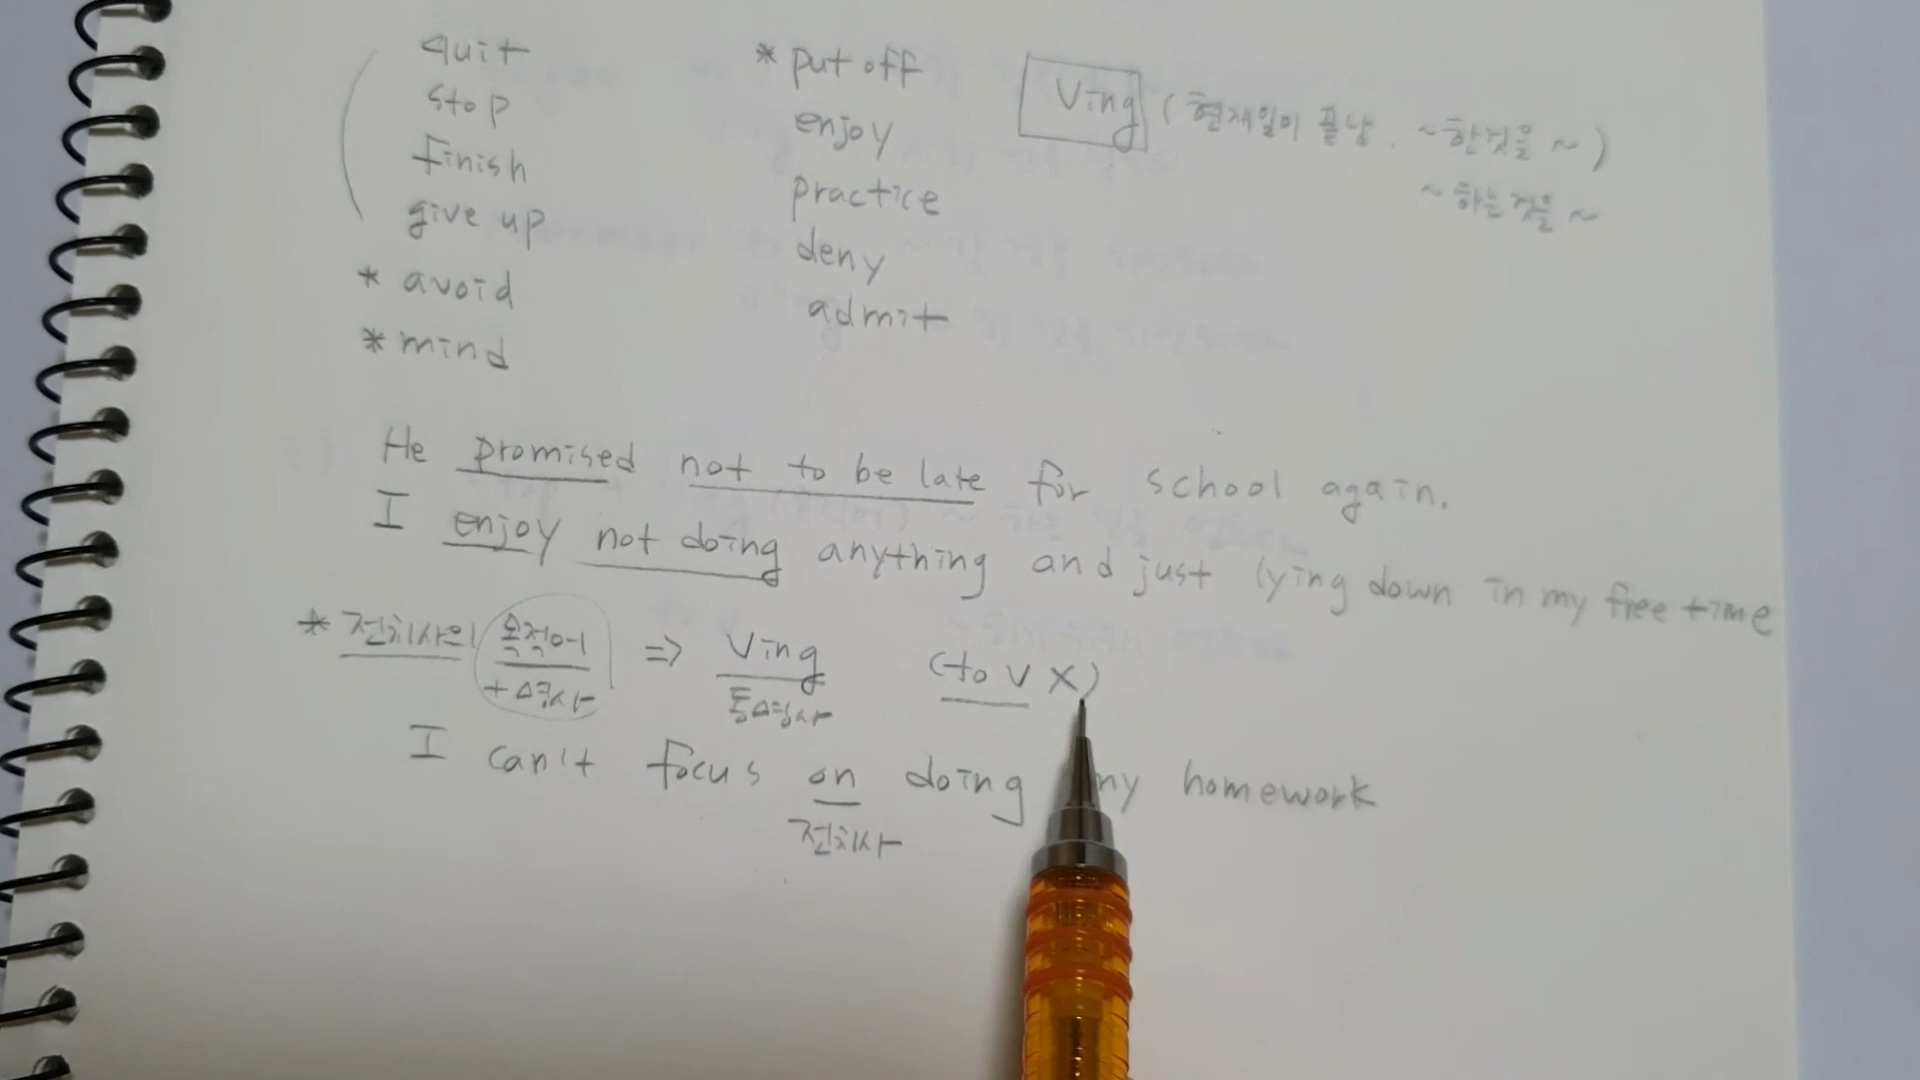 quit
stop
finish
give up
* avoid
* mind
* put off
enjoy
practice
deny
admit
Ving (현재일이 끝남. ~한것을~)
~하는 것을~
He promised not to be late for school again.
I enjoy not doing anything and just lying down in my free time
* 전치사의 목적어 => Ving (to V X)
+명사 동명사
I can't focus on doing my homework
전치사